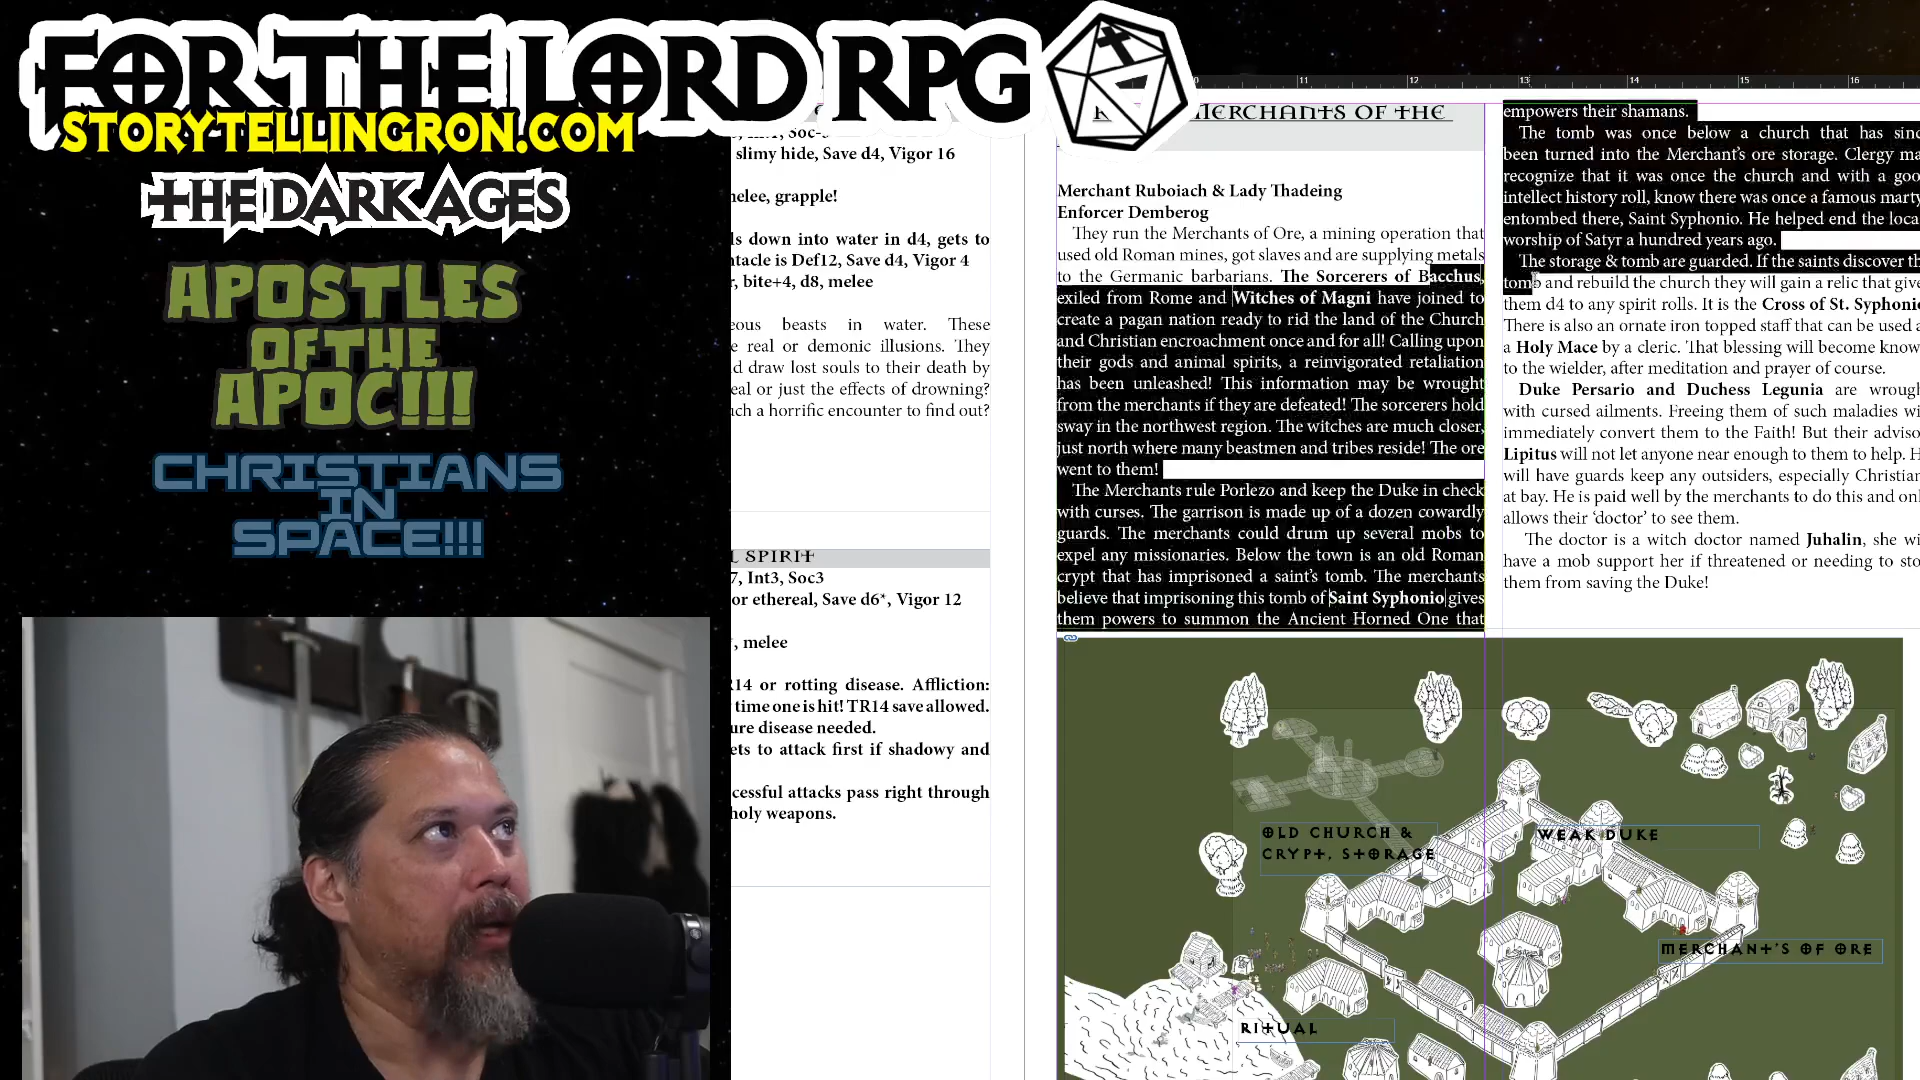 FOR THE LORD RPG
STORYTELLINGRON.COM
THE DARK AGES
APOSTLES
OF THE
APOC!!!
CHRISTIANS
IN
SPACE!!!
11 12 13 14 15 16
slimy hide, Save d4, Vigor 16
melee, grapple!
down into water in d4, gets to
is Def12, Save d4, Vigor 4
bite+4, d8, melee
beasts in water. These
real or demonic illusions. They
draw lost souls to their death by
or just the effects of drowning?
a horrific encounter to find out?
SPIRIT
7, Int3, Soc3
or ethereal, Save d6*, Vigor 12
, melee
or rotting disease. Affliction:
time one is hit! TR14 save allowed.
disease needed.
to attack first if shadowy and
attacks pass right through
holy weapons.
MERCHANTS OF THE
Merchant Ruboiach & Lady Thadeing
Enforcer Demberog
They run the Merchants of Ore, a mining operation that
used old Roman mines, got slaves and are supplying metals
to the Germanic barbarians. The Sorcerers of Bacchus,
exiled from Rome and Witches of Magni have joined to
create a pagan nation ready to rid the land of the Church
and Christian encroachment once and for all! Calling upon
their gods and animal spirits, a reinvigorated retaliation
has been unleashed! This information may be wrought
from the merchants if they are defeated! The sorcerers hold
sway in the northwest region. The witches are much closer,
just north where many beastmen and tribes reside! The ore
went to them!
The Merchants rule Porlezo and keep the Duke in check
with curses. The garrison is made up of a dozen cowardly
guards. The merchants could drum up several mobs to
expel any missionaries. Below the town is an old Roman
crypt that has imprisoned a saint's tomb. The merchants
believe that imprisoning this tomb of Saint Syphonio gives
them powers to summon the Ancient Horned One that
empowers their shamans.
The tomb was once below a church that has sinc
been turned into the Merchant's ore storage. Clergy ma
recognize that it was once the church and with a goo
intellect history roll, know there was once a famous marty
entombed there, Saint Syphonio. He helped end the loca
worship of Satyr a hundred years ago.
The storage & tomb are guarded. If the saints discover th
tomb and rebuild the church they will gain a relic that give
them d4 to any spirit rolls. It is the Cross of St. Syphonio
There is also an ornate iron topped staff that can be used a
a Holy Mace by a cleric. That blessing will become know
to the wielder, after meditation and prayer of course.
Duke Persario and Duchess Legunia are wrough
with cursed ailments. Freeing them of such maladies wi
immediately convert them to the Faith! But their adviso
Lipitus will not let anyone near enough to them to help. H
will have guards keep any outsiders, especially Christian
at bay. He is paid well by the merchants to do this and onl
allows their 'doctor' to see them.
The doctor is a witch doctor named Juhalin, she wi
have a mob support her if threatened or needing to sto
them from saving the Duke!
OLD CHURCH &
CRYPT, STORAGE
WEAK DUKE
MERCHANT'S OF ORE
RITUAL